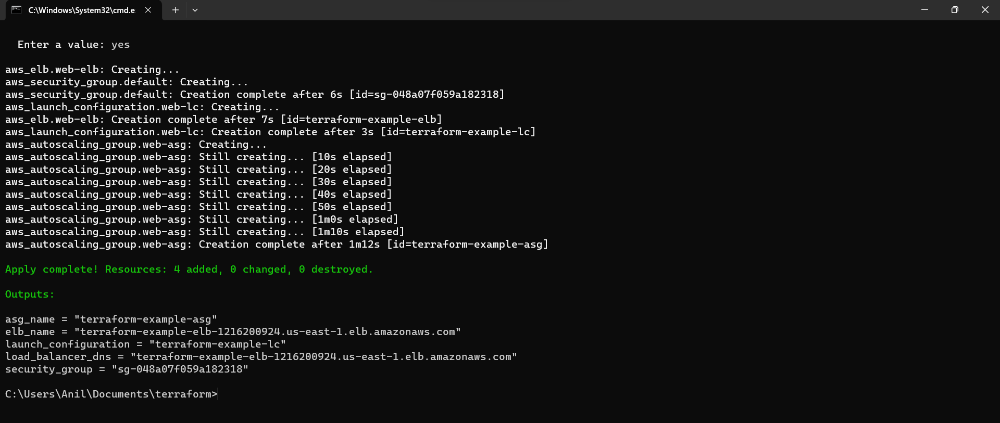 C:\Windows\System32\cmd.e
Enter a value: yes
aws_elb.web-elb: Creating...
aws_security_group.default: Creating...
aws_security_group.default: Creation complete after 6s [id=sg-048a07f059a182318]
aws_launch_configuration.web-lc: Creating...
aws_elb.web-elb: Creation complete after 7s [id=terraform-example-elb]
aws_launch_configuration.web-lc: Creation complete after 3s [id=terraform-example-lc]
aws_autoscaling_group.web-asg: Creating...
aws_autoscaling_group.web-asg: Still creating... [10s elapsed]
aws_autoscaling_group.web-asg: Still creating... [20s elapsed]
aws_autoscaling_group.web-asg: Still creating... [30s elapsed]
aws_autoscaling_group.web-asg: Still creating... [40s elapsed]
aws_autoscaling_group.web-asg: Still creating... [50s elapsed]
aws_autoscaling_group.web-asg: Still creating... [1m0s elapsed]
aws_autoscaling_group.web-asg: Still creating... [1m10s elapsed]
aws_autoscaling_group.web-asg: Creation complete after 1m12s [id=terraform-example-asg]
Apply complete! Resources: 4 added, 0 changed, 0 destroyed.
Outputs:
asg_name = "terraform-example-asg"
elb_name = "terraform-example-elb-1216200924.us-east-1.elb.amazonaws.com"
launch_configuration = "terraform-example-lc"
load_balancer_dns = "terraform-example-elb-1216200924.us-east-1.elb.amazonaws.com"
security_group = "sg-048a07f059a182318"
C:\Users\Anil\Documents\terraform>